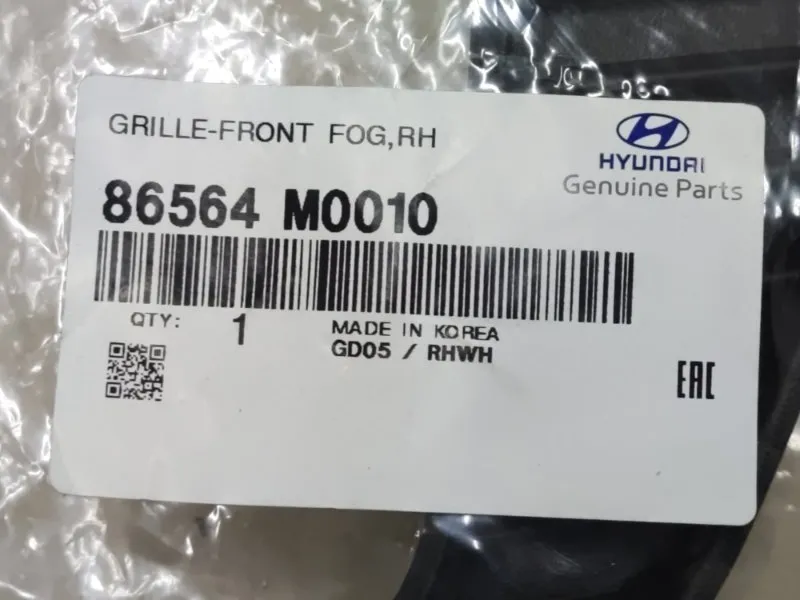 GRILLE-FRONT FOG,RH
HYUNDAI
Genuine Parts
86564 M0010
QTY: 1
MADE IN KOREA
GD05 / RHWH
EAC